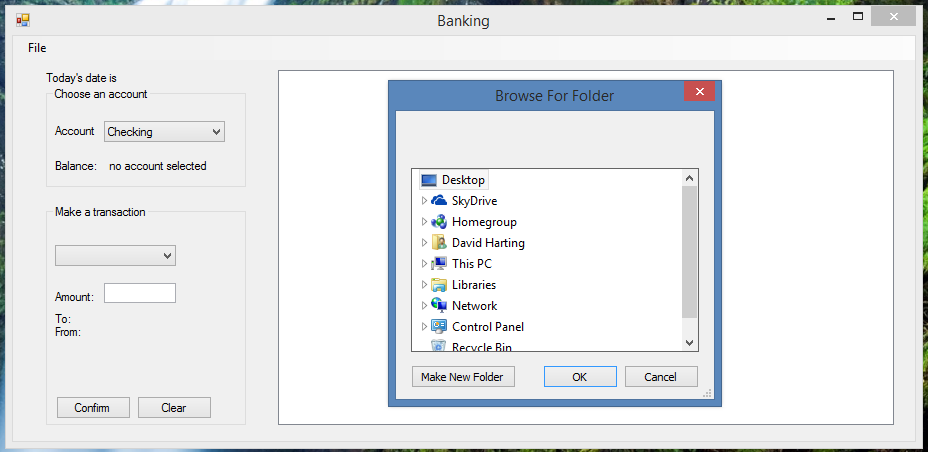 Banking
File
Today's date is
Choose an account
Account Checking
Balance: no account selected
Make a transaction
Amount:
To:
From:
Confirm Clear
Browse For Folder
Desktop
SkyDrive
Homegroup
David Harting
This PC
Libraries
Network
Control Panel
Recycle Bin
Make New Folder OK Cancel